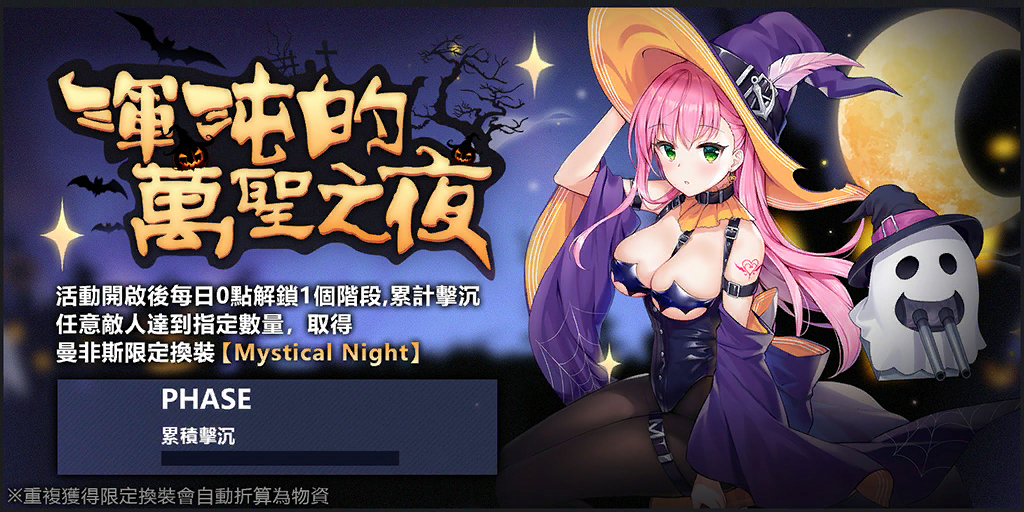 渾沌的
萬聖之夜
活動開啟後每日0點解鎖1個階段,累計擊沉
任意敵人達到指定數量，取得
曼非斯限定換裝【Mystical Night】
PHASE
累積擊沉
※重複獲得限定換裝會自動折算為物資
M